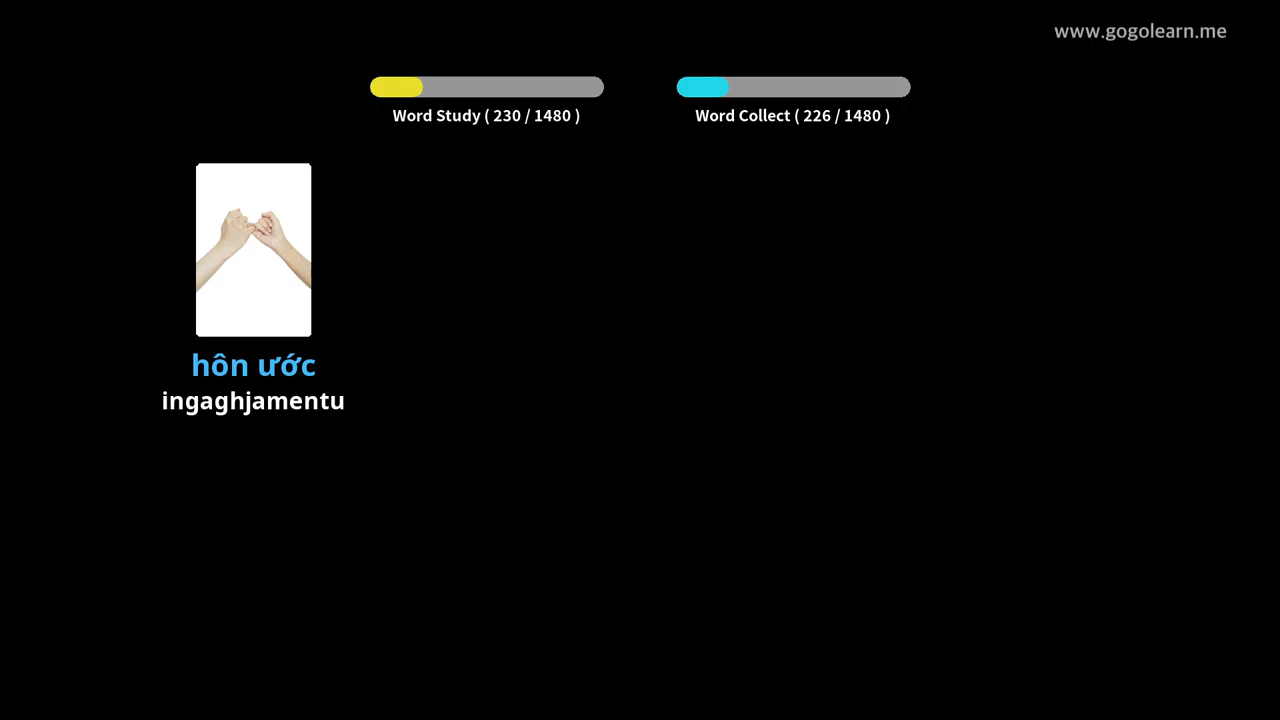 www.gogolearn.me
Word Study ( 230 / 1480 )
Word Collect ( 226 / 1480 )
hôn ước
ingaghjamentu